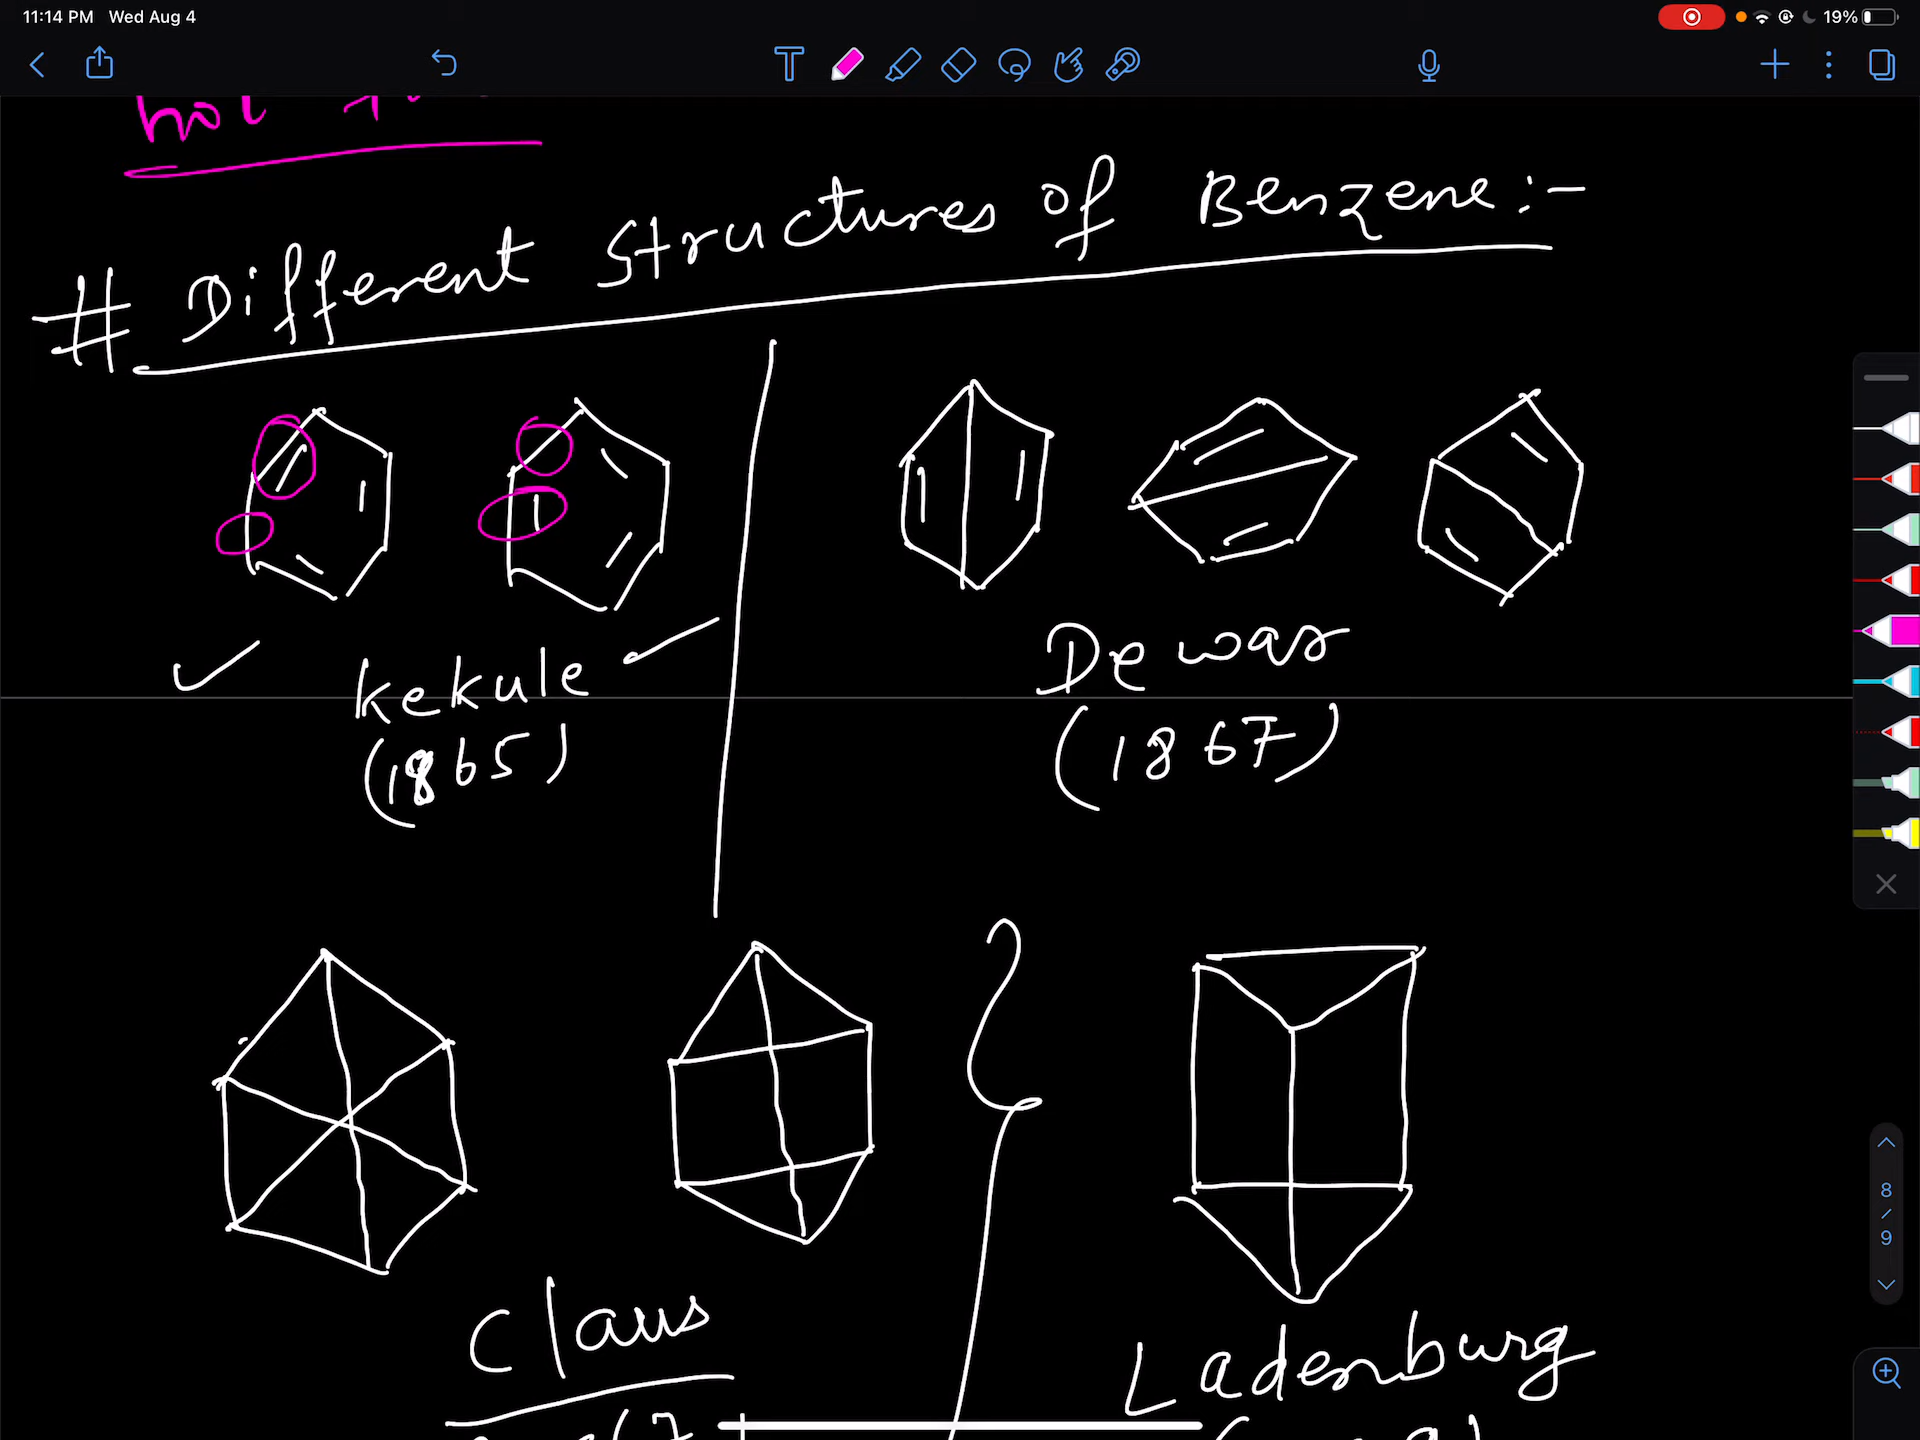 11:14 PM Wed Aug 4
19%
# Different Structures of Benzene:-
Kekule
(1865)
Dewar
(1867)
8
/
9
Claus
Ladenburg